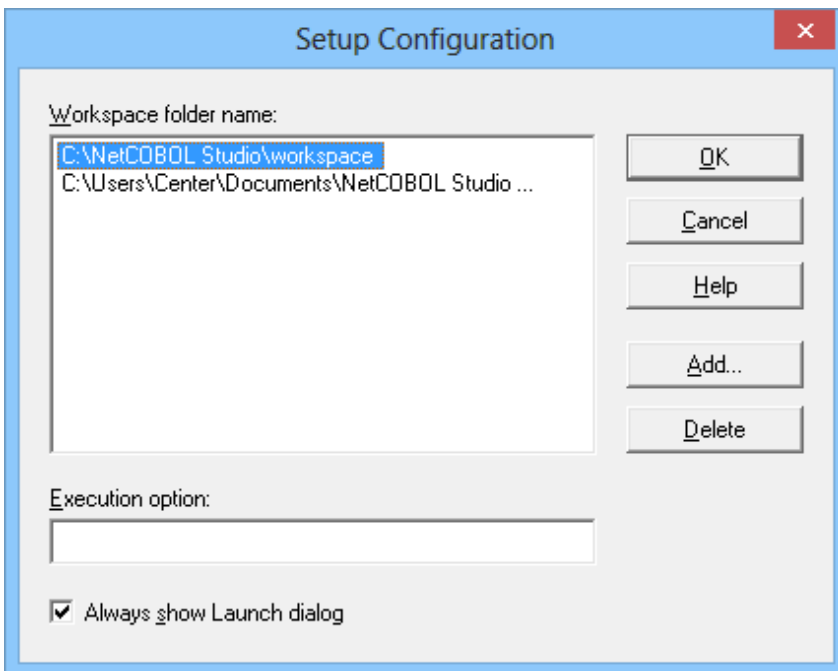 Setup Configuration
Workspace folder name:
C:\NetCOBOL Studio\workspace
C:\Users\Center\Documents\NetCOBOL Studio ...
OK
Cancel
Help
Add...
Delete
Execution option:
Always show Launch dialog